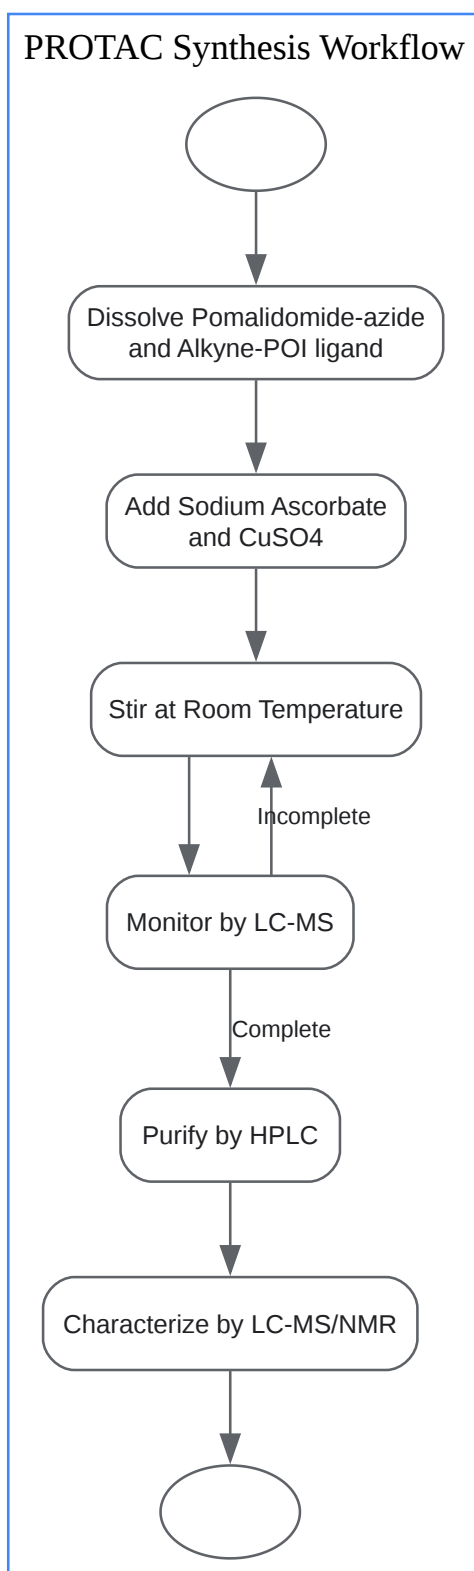 PROTAC Synthesis Workflow
Dissolve Pomalidomide-azide
and Alkyne-POI ligand
Add Sodium Ascorbate
and CuSO4
Stir at Room Temperature
Incomplete
Monitor by LC-MS
Complete
Purify by HPLC
Characterize by LC-MS/NMR